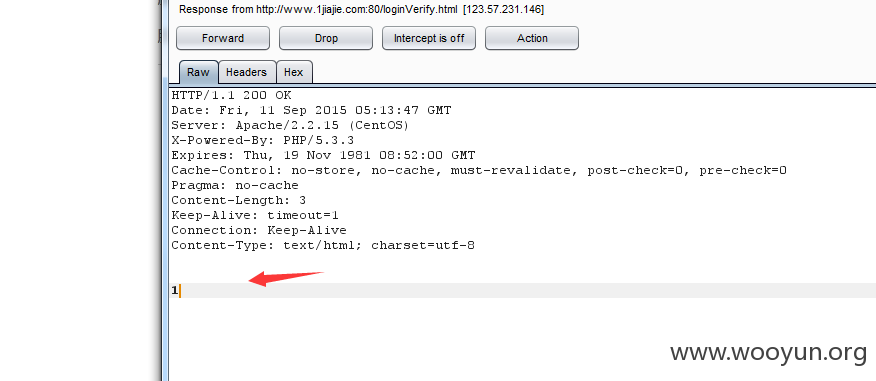 Response from http://www.1jiajie.com:80/loginVerify.html [123.57.231.146]
Forward Drop Intercept is off Action
Raw Headers Hex
HTTP/1.1 200 OK
Date: Fri, 11 Sep 2015 05:13:47 GMT
Server: Apache/2.2.15 (CentOS)
X-Powered-By: PHP/5.3.3
Expires: Thu, 19 Nov 1981 08:52:00 GMT
Cache-Control: no-store, no-cache, must-revalidate, post-check=0, pre-check=0
Pragma: no-cache
Content-Length: 3
Keep-Alive: timeout=1
Connection: Keep-Alive
Content-Type: text/html; charset=utf-8
1
www.wooyun.org